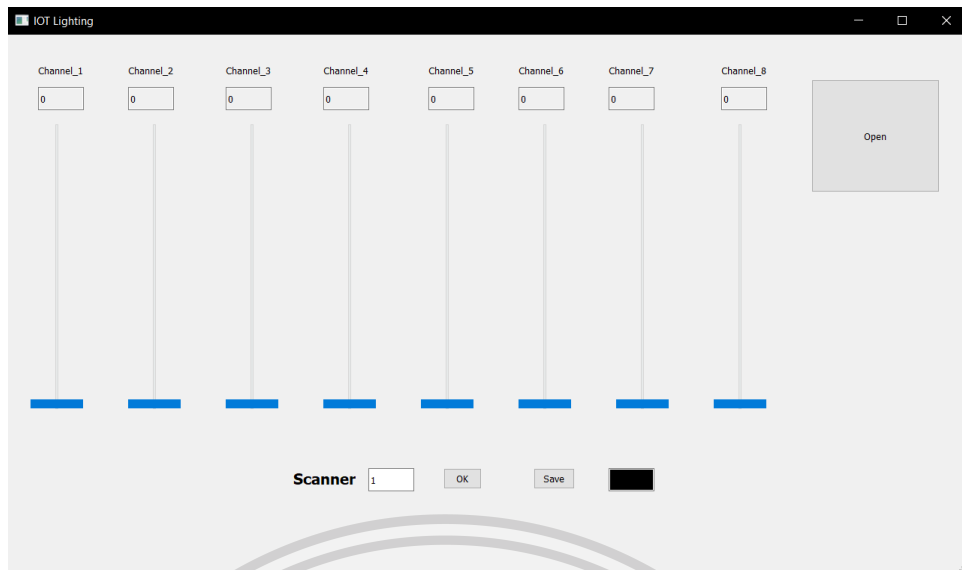 IOT Lighting
Channel_1 Channel_2 Channel_3 Channel_4 Channel_5 Channel_6 Channel_7 Channel_8
0 0 0 0 0 0 0 0
Open
Scanner 1 OK Save